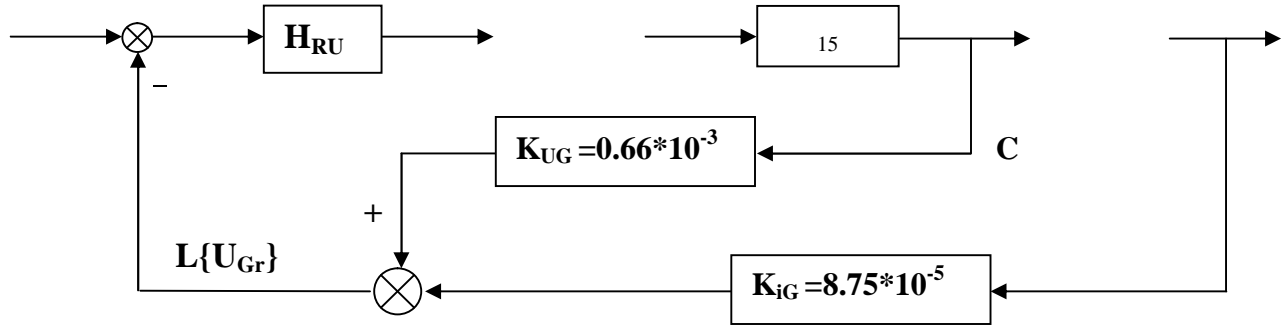 H_RU
15
−
K_UG =0.66*10^-3
C
+
L{U_Gr}
K_iG =8.75*10^-5